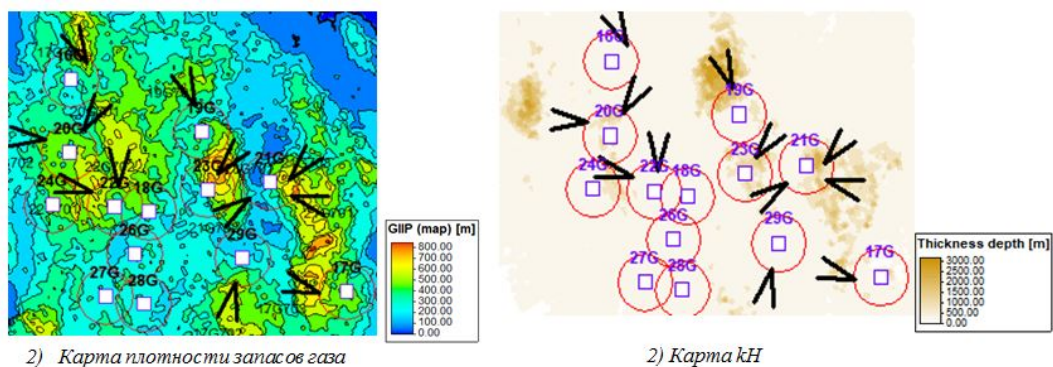 16G
19G
20G
23G
21G
24G
22G
18G
26G
29G
27G
28G
17G
GIIP (map) [m]
800.00
700.00
600.00
500.00
400.00
300.00
200.00
100.00
0.00
2) Карта плотности запасов газа
16G
19G
20G
23G
21G
24G
22G
18G
26G
29G
27G
28G
17G
Thickness depth [m]
3000.00
2500.00
2000.00
1500.00
1000.00
500.00
0.00
2) Карта kH